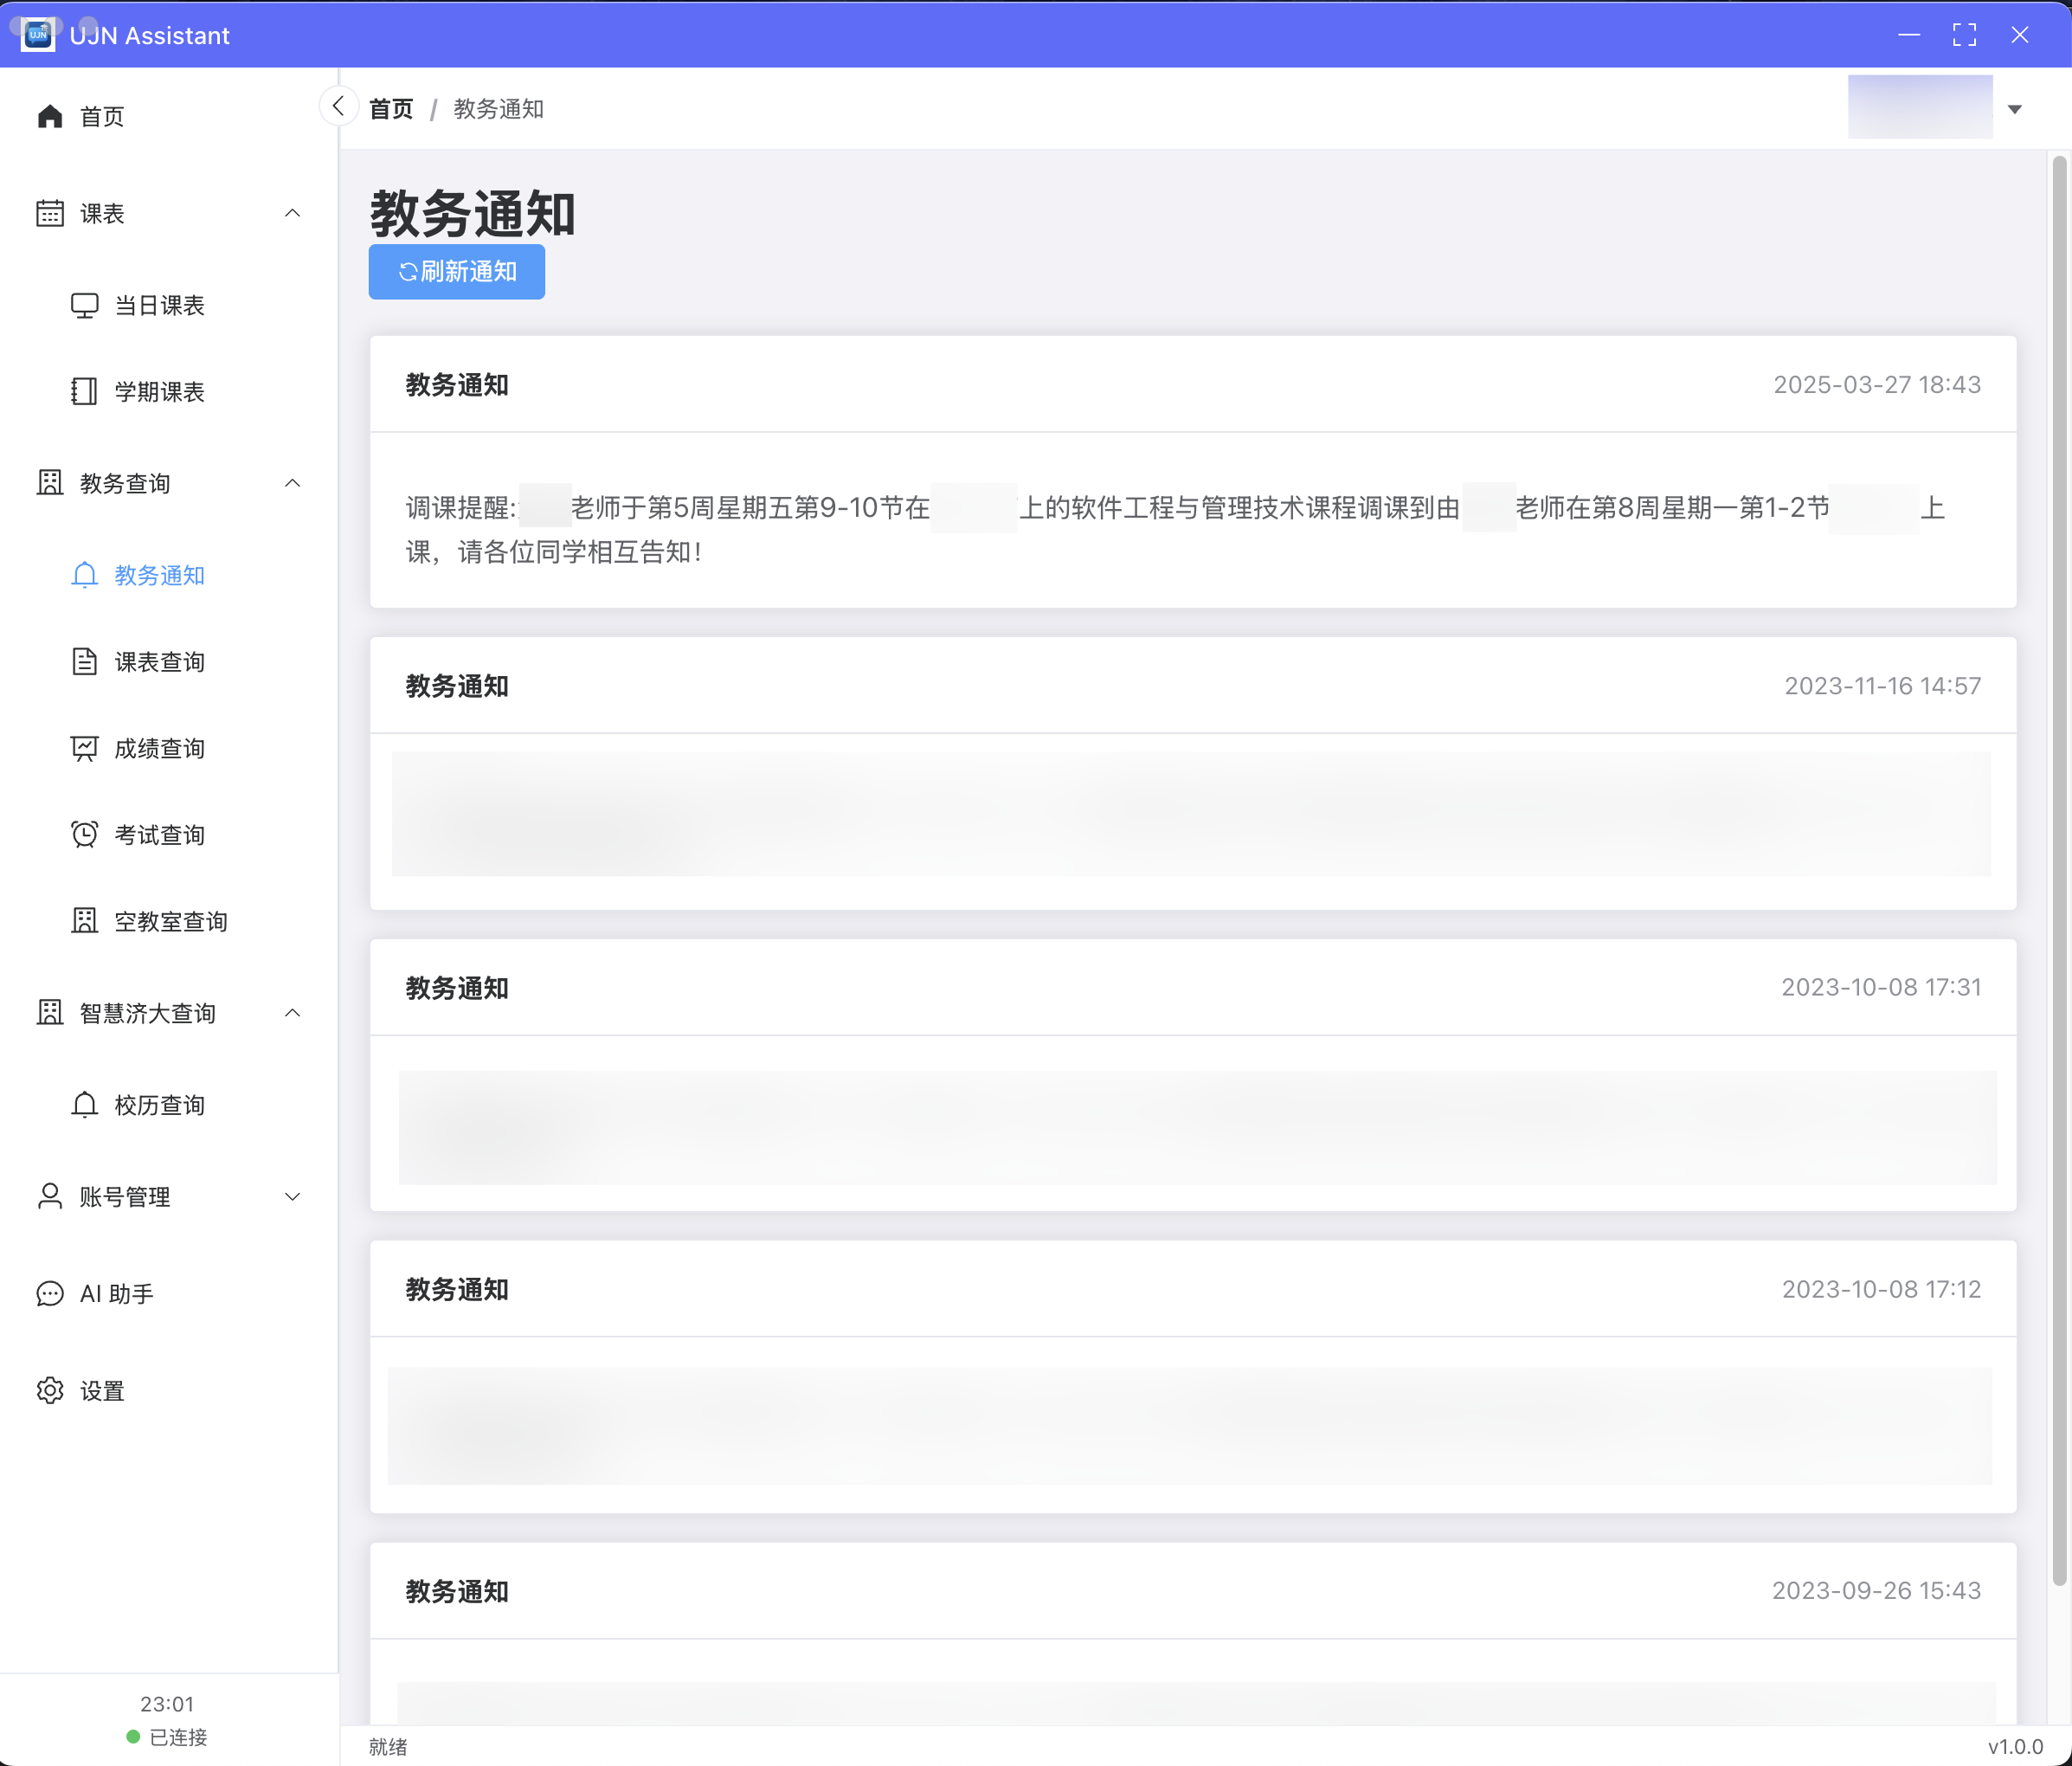 UJN Assistant
首页
课表
当日课表
学期课表
教务查询
教务通知
课表查询
成绩查询
考试查询
空教室查询
智慧济大查询
校历查询
账号管理
AI 助手
设置
23:01
已连接
首页 / 教务通知
教务通知
刷新通知
教务通知 2025-03-27 18:43
调课提醒: 老师于第5周星期五第9-10节在 上的软件工程与管理技术课程调课到由 老师在第8周星期一第1-2节 上
课，请各位同学相互告知！
教务通知 2023-11-16 14:57
教务通知 2023-10-08 17:31
教务通知 2023-10-08 17:12
教务通知 2023-09-26 15:43
就绪 v1.0.0